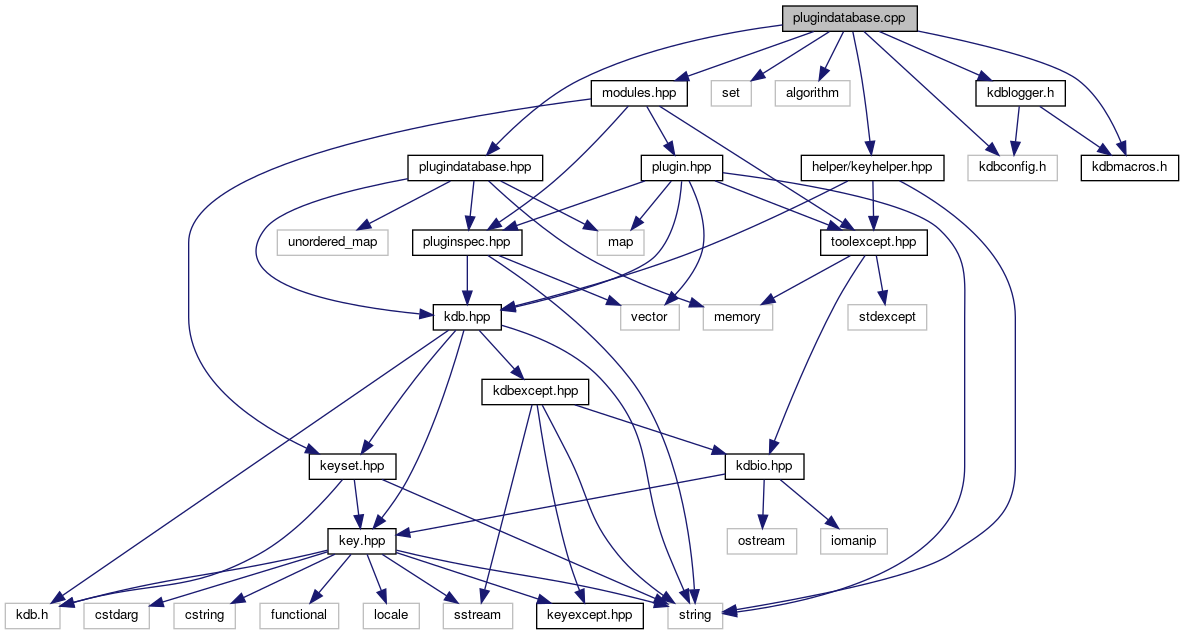 plugindatabase.cpp
modules.hpp
set
algorithm
kdblogger.h
plugindatabase.hpp
plugin.hpp
helper/keyhelper.hpp
kdbconfig.h
kdbmacros.h
unordered_map
pluginspec.hpp
map
toolexcept.hpp
kdb.hpp
vector
memory
stdexcept
kdbexcept.hpp
keyset.hpp
kdbio.hpp
key.hpp
ostream
iomanip
kdb.h
cstdarg
cstring
functional
locale
sstream
keyexcept.hpp
string